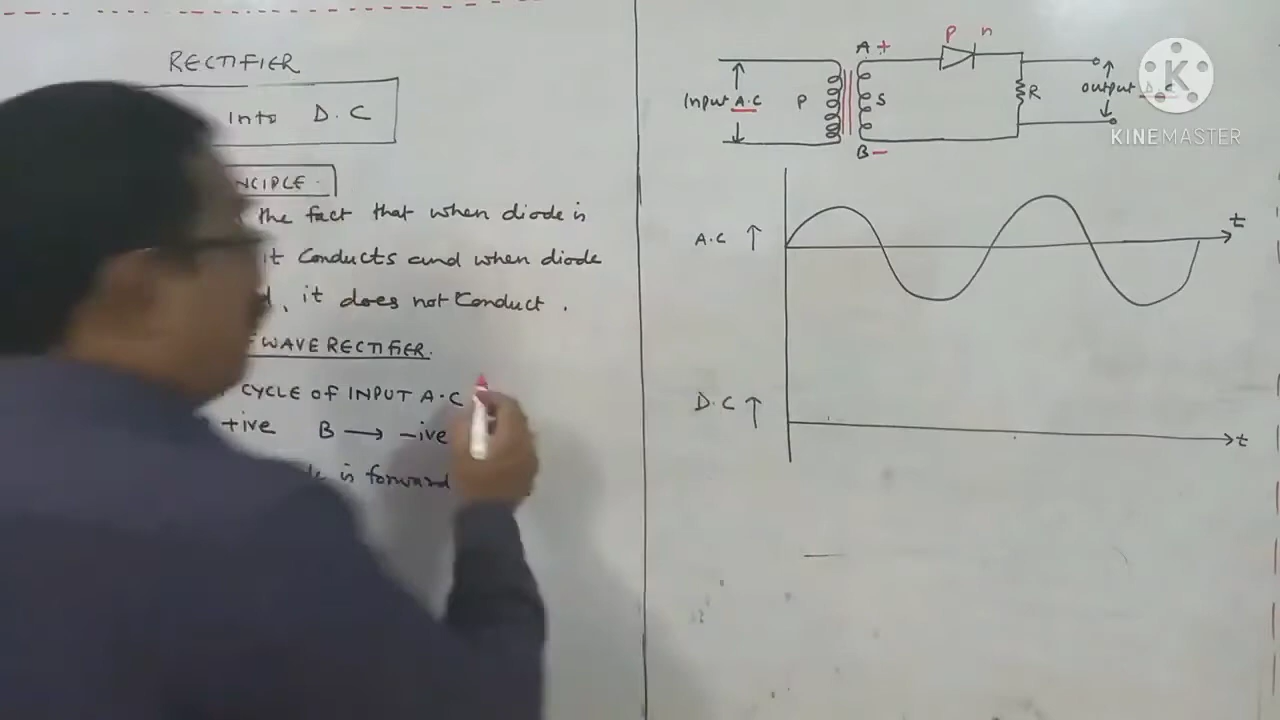 RECTIFIER
Into D.C
NCIPLE.
the fact that when diode is
it Conducts and when diode
, it does not Conduct.
WAVE RECTIFIER.
CYCLE OF INPUT A.C
+ive B → -ive
is forward
A +
P n
Input A.C P S R output D.C
B -
K
KINEMASTER
A.C ↑ t
D.C ↑ t